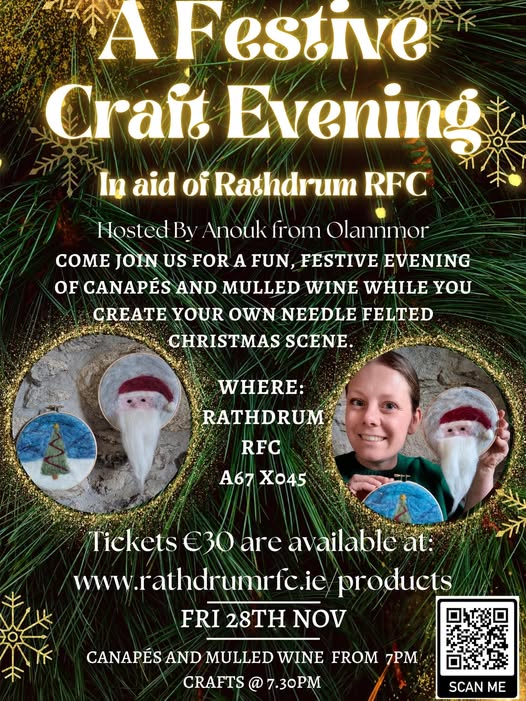 A Festive
Craft Evening
In aid of Rathdrum RFC
Hosted By Anouk from Olannmor
COME JOIN US FOR A FUN, FESTIVE EVENING
OF CANAPÉS AND MULLED WINE WHILE YOU
CREATE YOUR OWN NEEDLE FELTED
CHRISTMAS SCENE.
WHERE:
RATHDRUM
RFC
A67 X045
Tickets €30 are available at:
www.rathdrumrfc.ie/products
FRI 28TH NOV
CANAPÉS AND MULLED WINE FROM 7PM
CRAFTS @ 7.30PM
SCAN ME